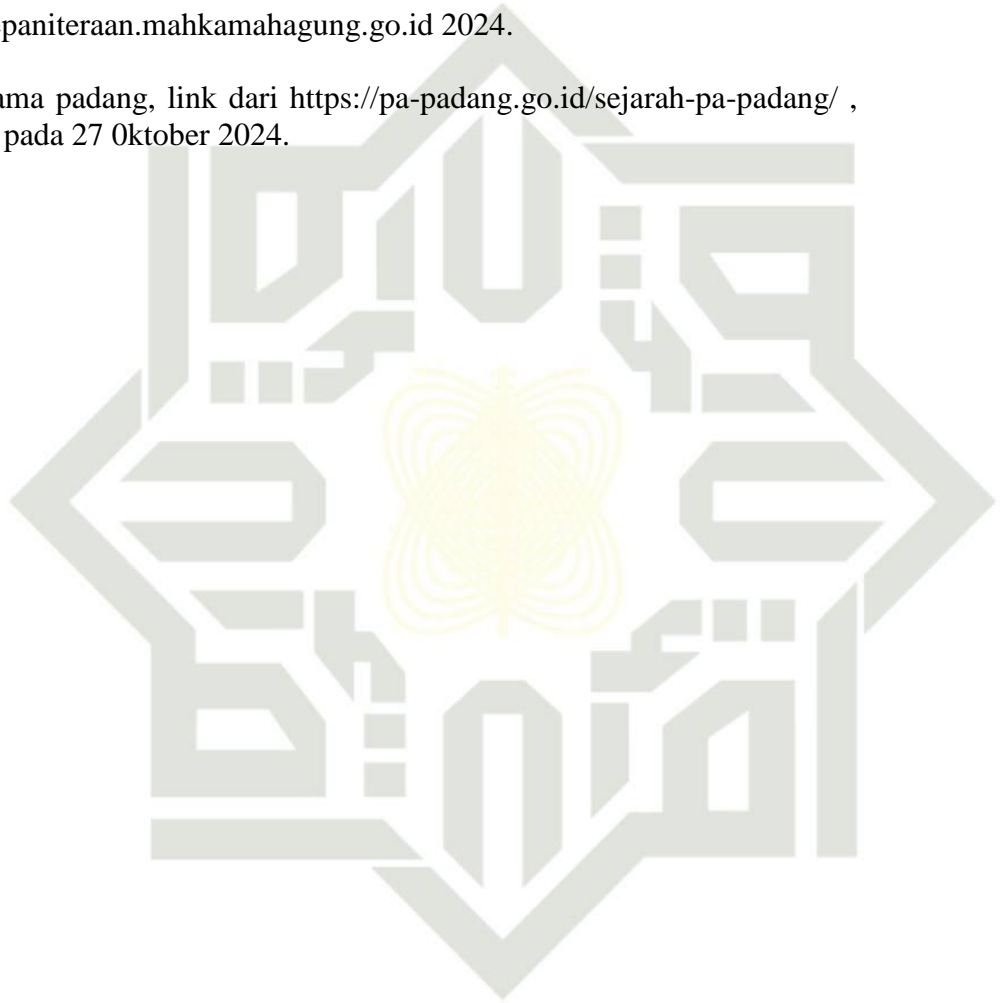 paniteraan.mahkamahagung.go.id 2024.
ama padang, link dari https://pa-padang.go.id/sejarah-pa-padang/ ,
pada 27 0ktober 2024.